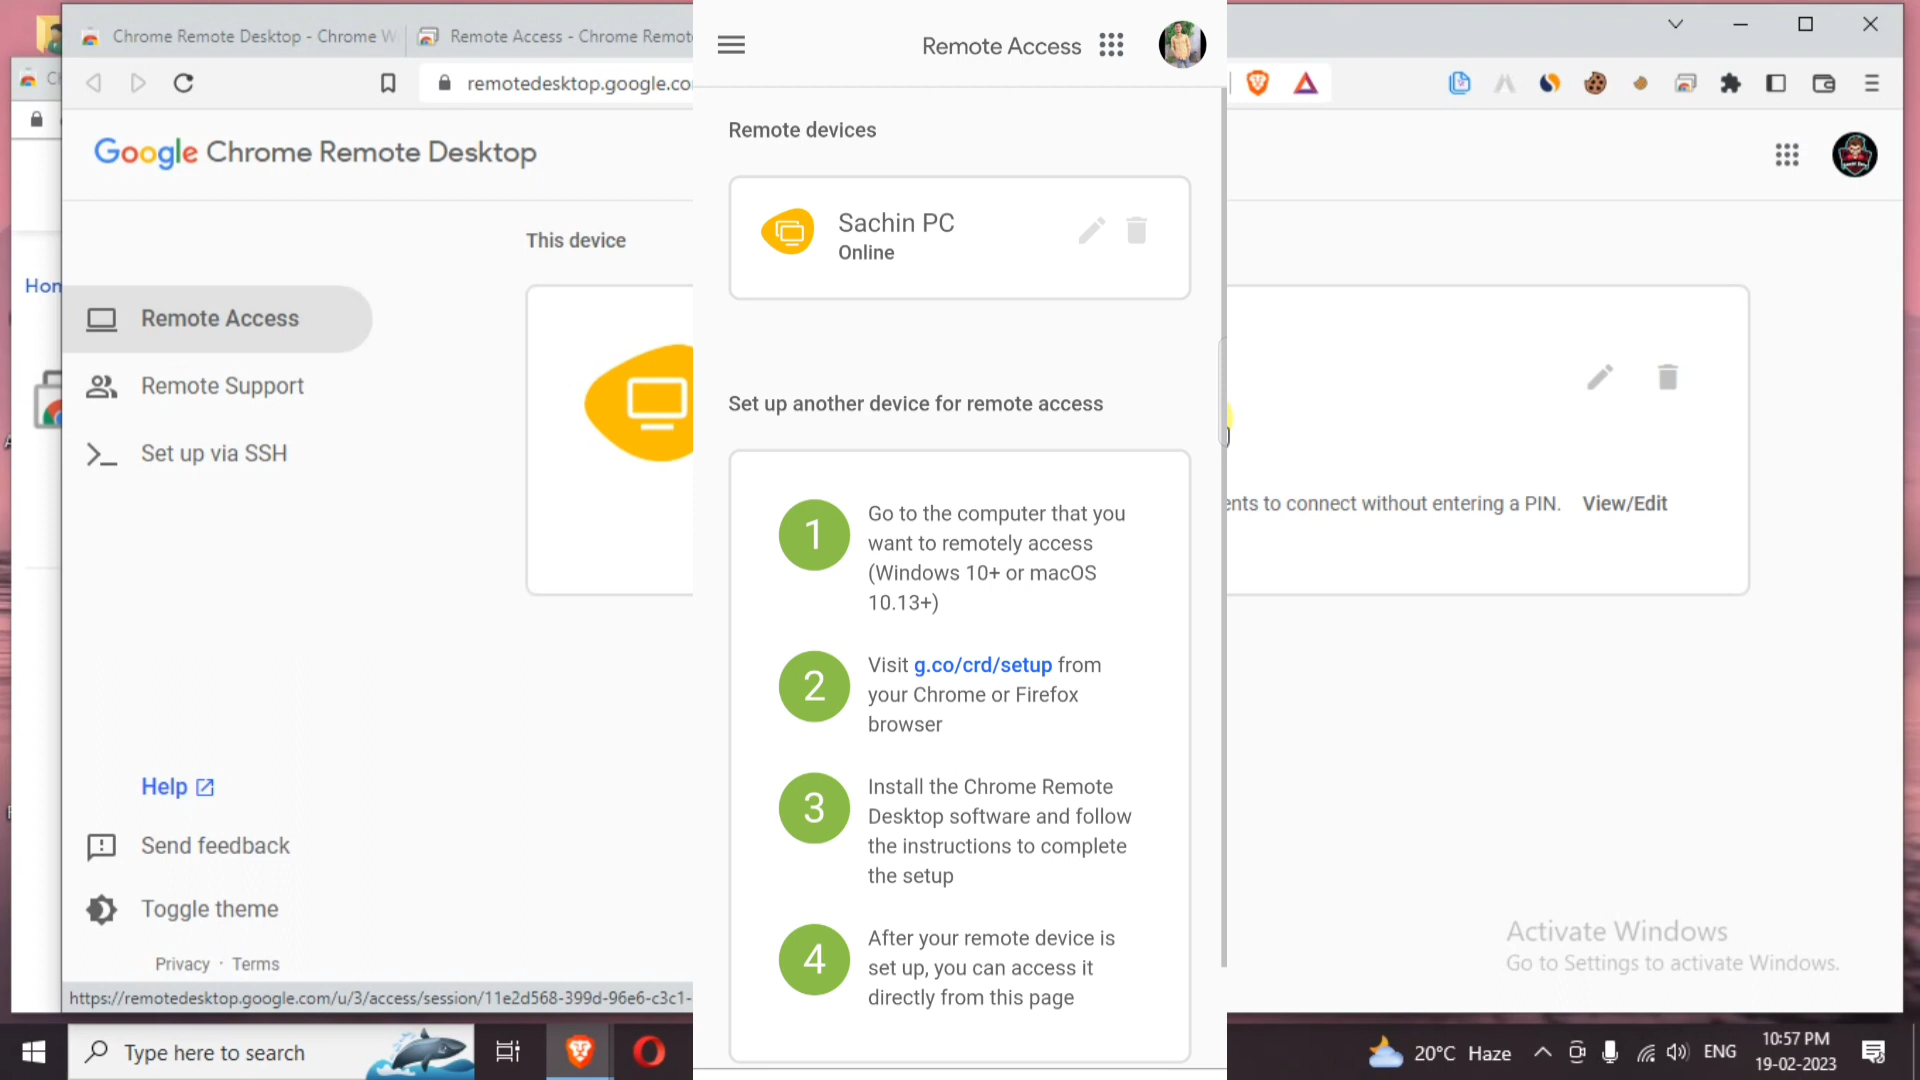 Chrome Remote Desktop - Chrome W
Remote Access - Chrome Remot
remotedesktop.google.co
Google Chrome Remote Desktop
Hom
Remote Access
Remote Support
Set up via SSH
Help
Send feedback
Toggle theme
Privacy · Terms
https://remotedesktop.google.com/u/3/access/session/11e2d568-399d-96e6-c3c1-
This device
Remote Access
Remote devices
Sachin PC
Online
Set up another device for remote access
1
Go to the computer that you
want to remotely access
(Windows 10+ or macOS
10.13+)
2
Visit g.co/crd/setup from
your Chrome or Firefox
browser
3
Install the Chrome Remote
Desktop software and follow
the instructions to complete
the setup
4
After your remote device is
set up, you can access it
directly from this page
ents to connect without entering a PIN. View/Edit
Activate Windows
Go to Settings to activate Windows.
Type here to search
20°C Haze
ENG
10:57 PM
19-02-2023